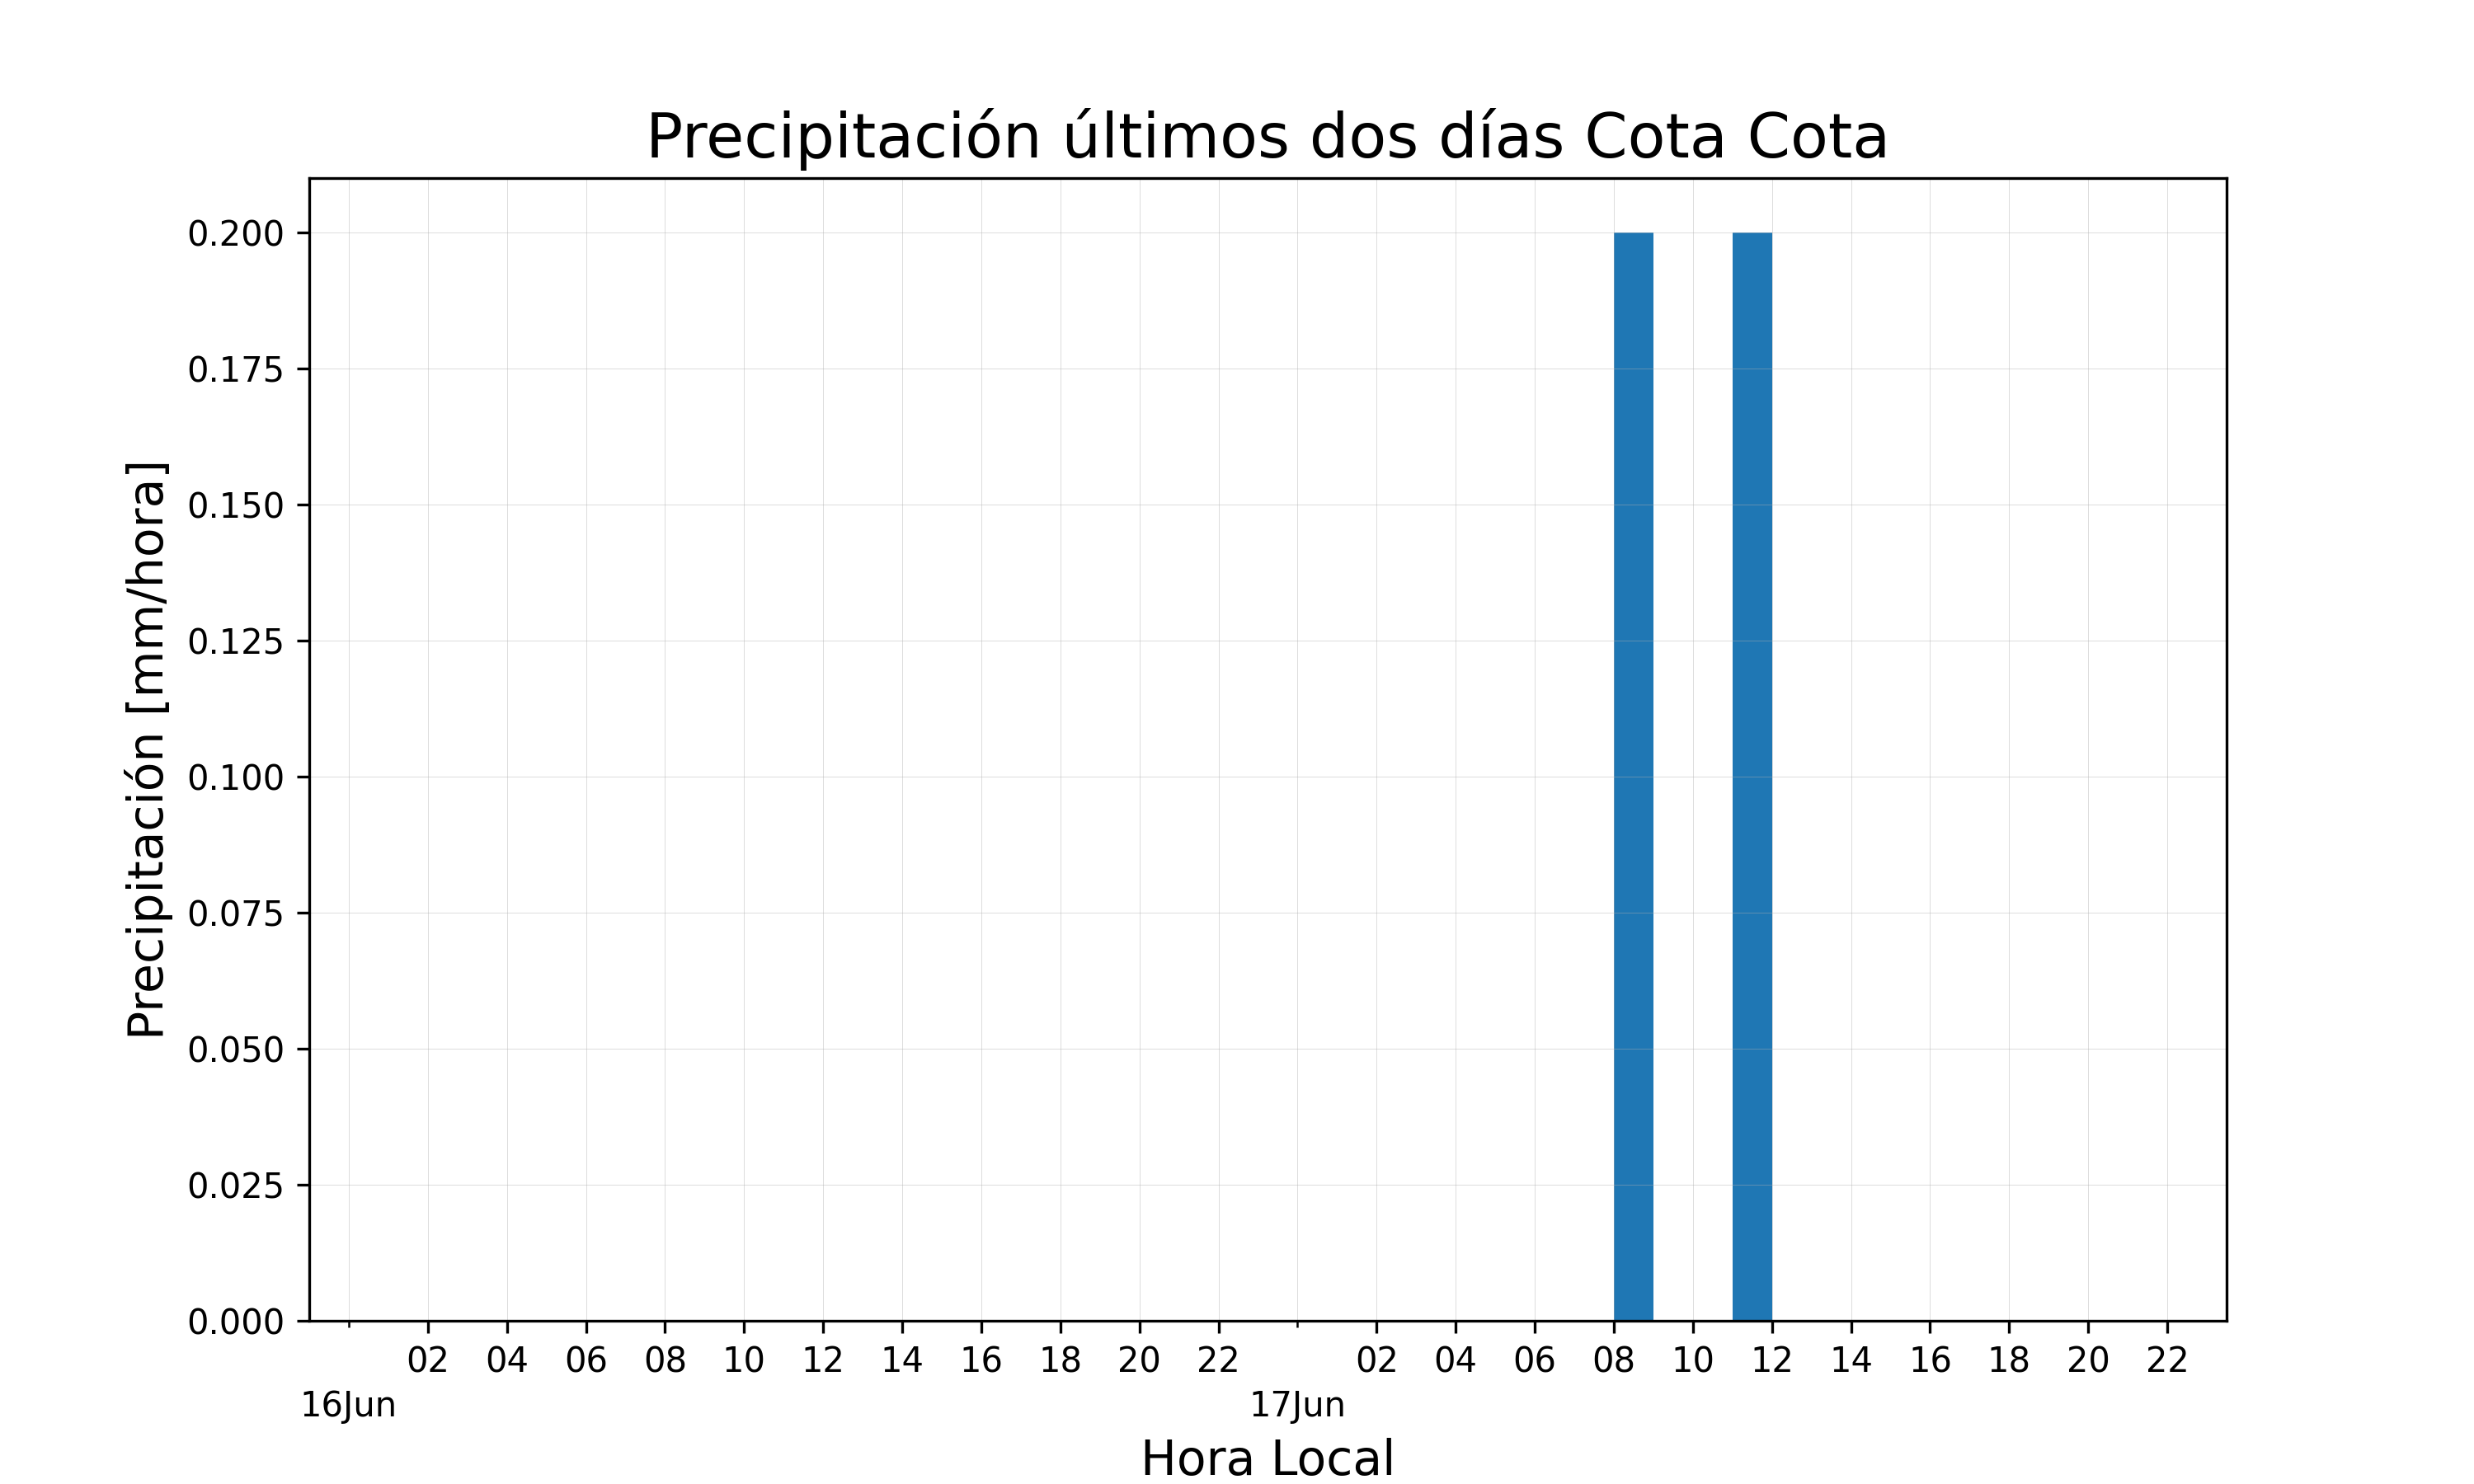 Precipitación últimos dos días Cota Cota
Precipitación [mm/hora]
0.200
0.175
0.150
0.125
0.100
0.075
0.050
0.025
0.000
02 04 06 08 10 12 14 16 18 20 22 02 04 06 08 10 12 14 16 18 20 22
16Jun 17Jun
Hora Local